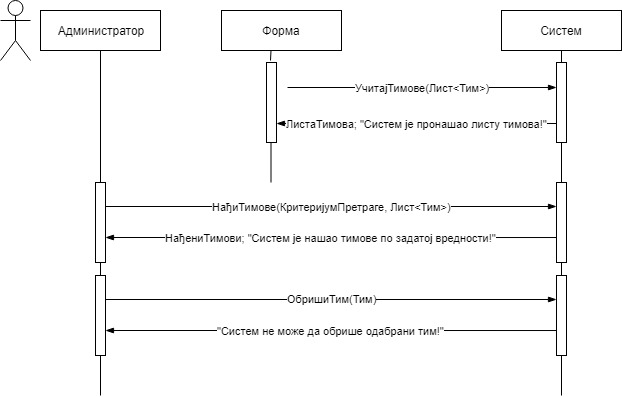 Администратор
Форма
Систем
УчитајТимове(Лист<Тим>)
ЛистаТимова; "Систем је пронашао листу тимова!"
НађиТимове(КритеријумПретраге, Лист<Тим>)
НађениТимови; "Систем је нашао тимове по задатој вредности!"
ОбришиТим(Тим)
"Систем не може да обрише одабрани тим!"